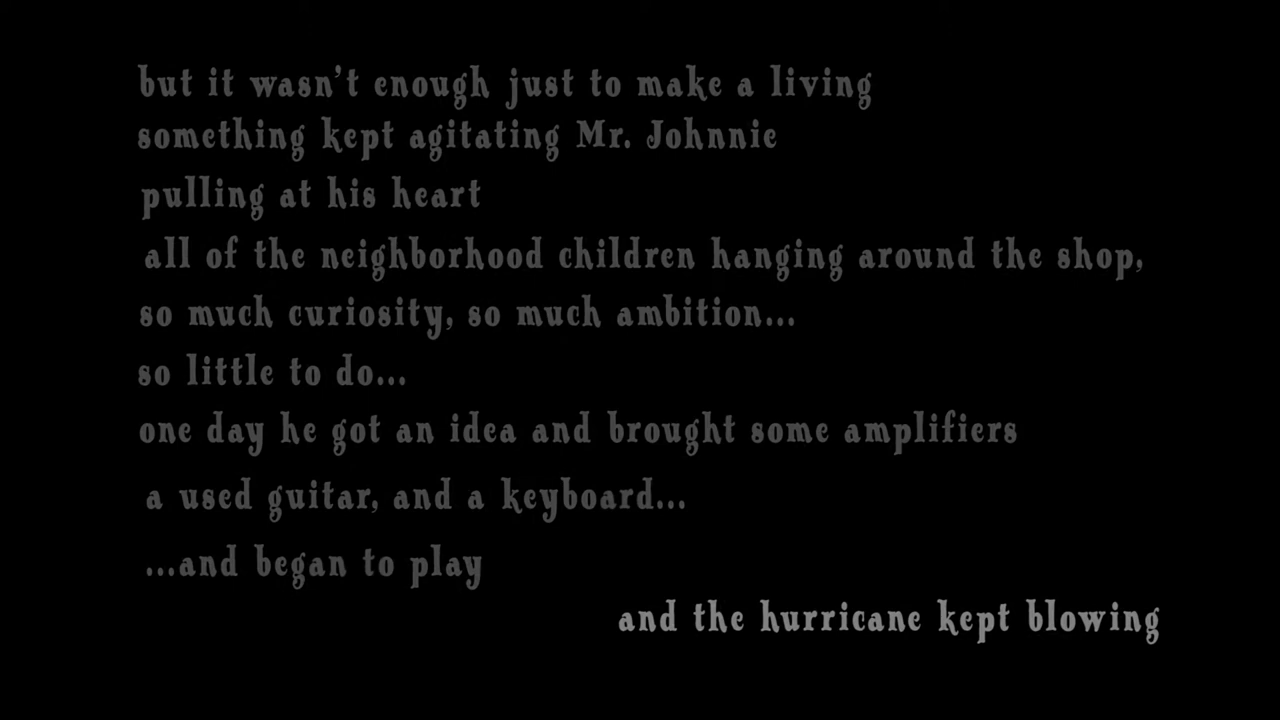 but it wasn't enough just to make a living
something kept agitating Mr. Johnnie
pulling at his heart
all of the neighborhood children hanging around the shop,
so much curiosity, so much ambition...
so little to do...
one day he got an idea and brought some amplifiers
a used guitar, and a keyboard...
...and began to play
and the hurricane kept blowing